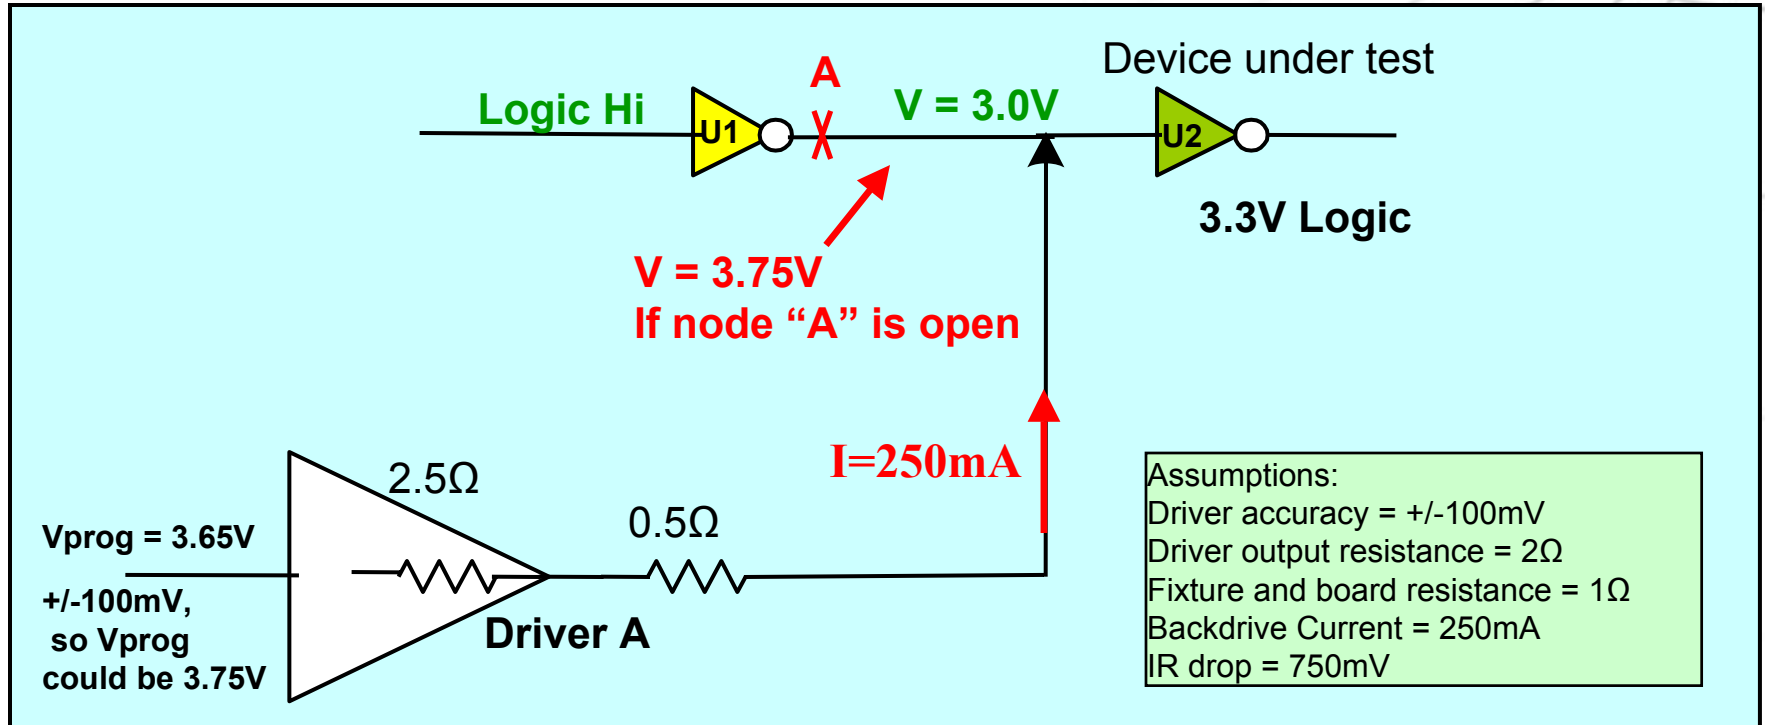 Device under test
A
Logic Hi
V = 3.0V
U1
U2
3.3V Logic
V = 3.75V
If node “A” is open
I=250mA
2.5Ω
0.5Ω
Vprog = 3.65V
+/-100mV,
so Vprog
could be 3.75V
Driver A
Assumptions:
Driver accuracy = +/-100mV
Driver output resistance = 2Ω
Fixture and board resistance = 1Ω
Backdrive Current = 250mA
IR drop = 750mV